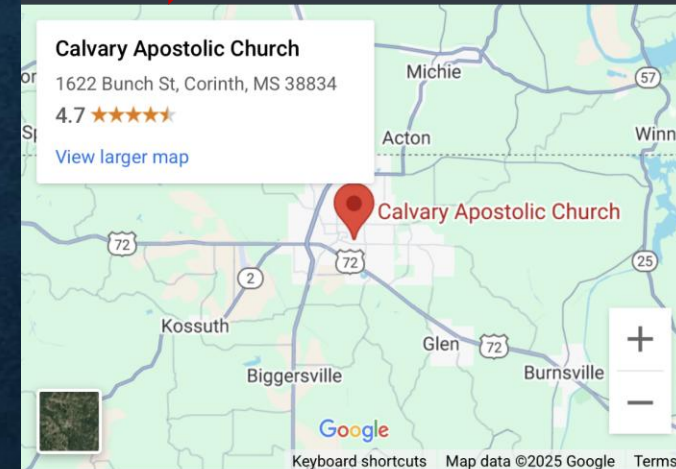 Calvary Apostolic Church
1622 Bunch St, Corinth, MS 38834
4.7
View larger map
Michie
57
Acton
Winn
Calvary Apostolic Church
72
72
2
25
Kossuth
Glen
72
Biggersville
Burnsville
+
−
Google
Keyboard shortcuts Map data ©2025 Google Terms